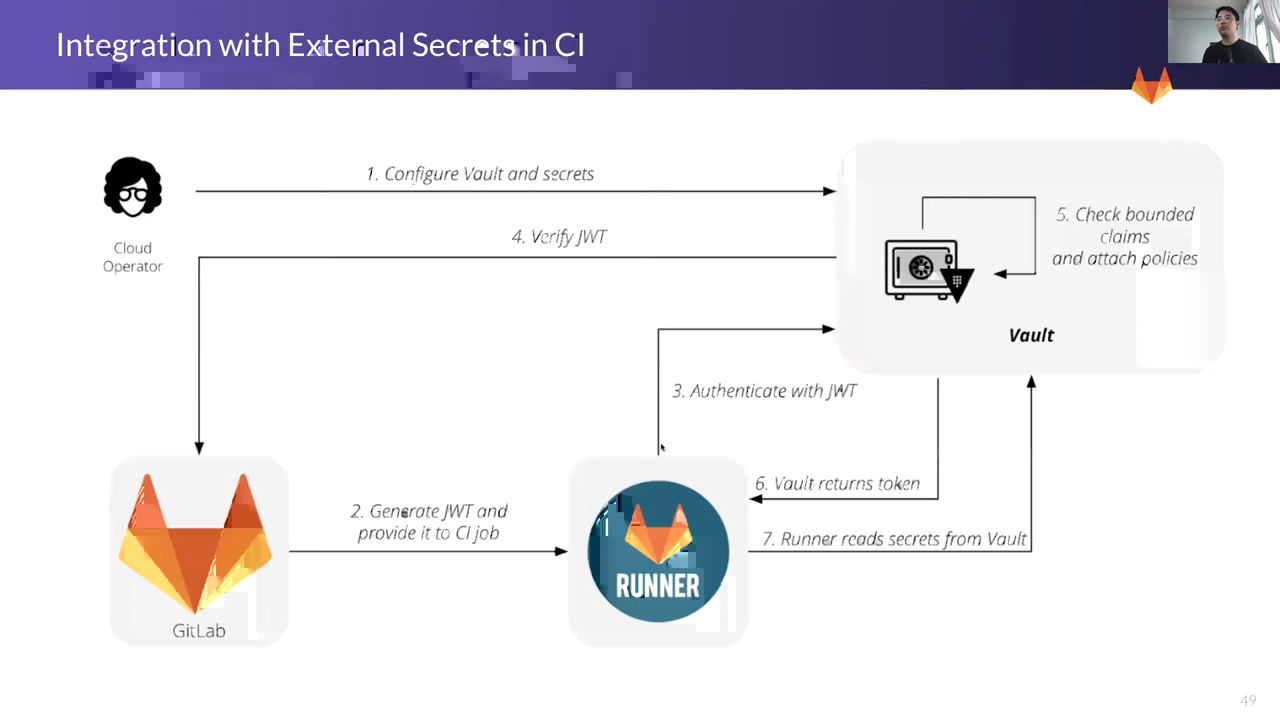 Integration with External Secrets in CI
1. Configure Vault and secrets
Cloud
Operator
4. Verify JWT
5. Check bounded
claims
and attach policies
Vault
3. Authenticate with JWT
6. Vault returns token
7. Runner reads secrets from Vault
2. Generate JWT and
provide it to CI job
RUNNER
GitLab
49